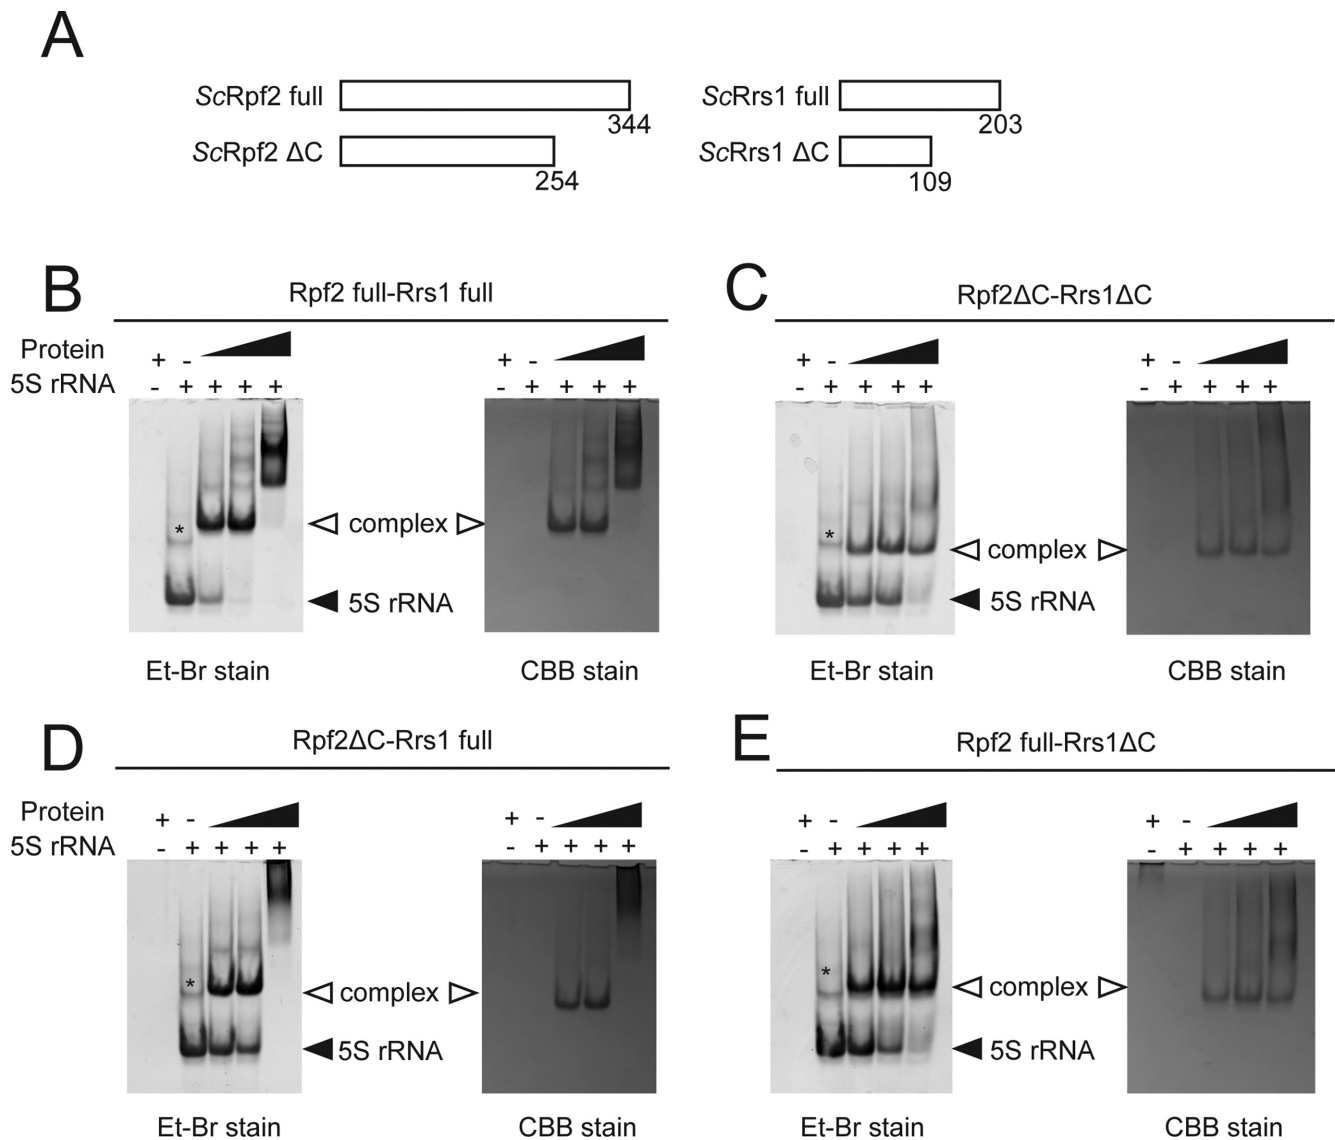 A
ScRpf2 full
344
ScRrs1 full
203
ScRpf2 ΔC
254
ScRrs1 ΔC
109
B
Rpf2 full-Rrs1 full
Protein + -
+ -
5S rRNA - + + + +
- + + + +
*
complex
5S rRNA
Et-Br stain
CBB stain
C
Rpf2ΔC-Rrs1ΔC
+ -
+ -
- + + + +
- + + + +
*
complex
5S rRNA
Et-Br stain
CBB stain
D
Rpf2ΔC-Rrs1 full
Protein + -
+ -
5S rRNA - + + + +
- + + + +
*
complex
5S rRNA
Et-Br stain
CBB stain
E
Rpf2 full-Rrs1ΔC
+ -
+ -
- + + + +
- + + + +
*
complex
5S rRNA
Et-Br stain
CBB stain